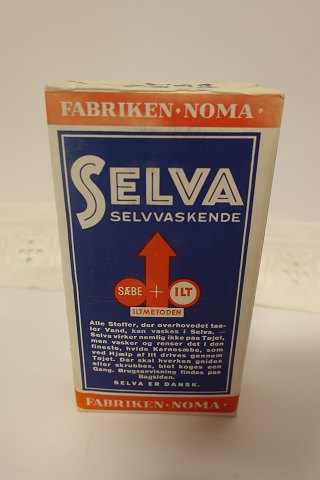 FABRIKEN·NOMA·
SELVA
SELVVASKENDE
SÆBE + ILT
ILTMETODEN
Alle Stoffer, der overhovedet taa-
ler Vand, kan vaskes i Selva. —
Selva virker nemlig ikke paa Tøjet,
men vasker og renser det i den
fineste, hvide Kernesæbe, som
ved Hjælp af Ilt drives gennem
Tøjet. Der skal hverken gnides
eller skrubbes, blot koges een
Gang. Brugsanvisning findes paa
Bagsiden.
SELVA ER DANSK.
FABRIKEN·NOMA·